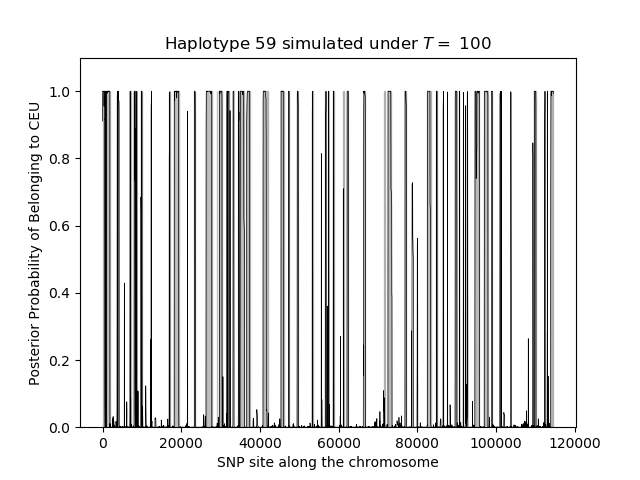 Haplotype 59 simulated under T = 100
Posterior Probability of Belonging to CEU
1.0
0.8
0.6
0.4
0.2
0.0
0 20000 40000 60000 80000 100000 120000
SNP site along the chromosome